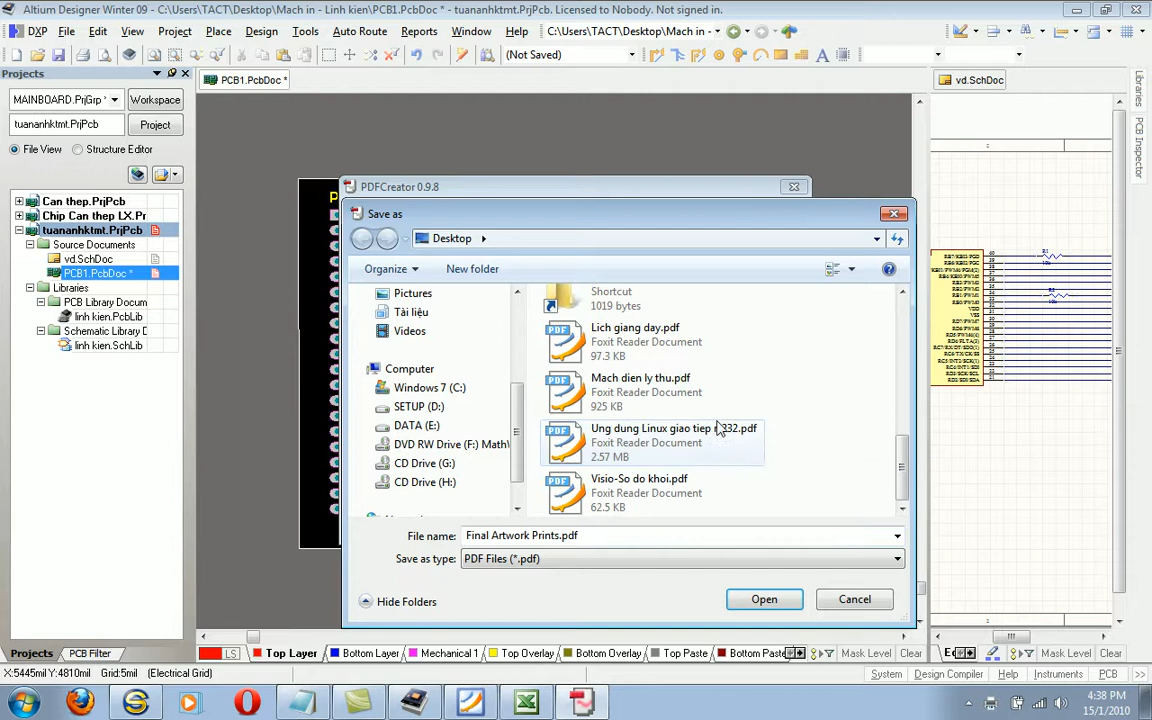 Altium Designer Winter 09 - C:\Users\TACT\Desktop\Mach in - Linh kien\PCB1.PcbDoc * - tuananhktmt.PrjPcb. Licensed to Nobody. Not signed in.
DXP File Edit View Project Place Design Tools Auto Route Reports Window Help C:\Users\TACT\Desktop\Mach in -
(Not Saved)
Projects
PCB1.PcbDoc *
vd.SchDoc
MAINBOARD.PrjGrp * Workspace
tuananhktmt.PrjPcb Project
File View Structure Editor
Can thep.PrjPcb
Chip Can thep LX.Pr
tuananhktmt.PrjPcb
Source Documents
vd.SchDoc
PCB1.PcbDoc *
Libraries
PCB Library Docum
linh kien.PcbLib
Schematic Library D
linh kien.SchLib
Projects PCB Filter
PDFCreator 0.9.8
Save as
Desktop
Organize New folder
Pictures
Tài liệu
Videos
Computer
Windows 7 (C:)
SETUP (D:)
DATA (E:)
DVD RW Drive (F:) Math
CD Drive (G:)
CD Drive (H:)
Shortcut
1019 bytes
Lich giang day.pdf
Foxit Reader Document
97.3 KB
Mach dien ly thu.pdf
Foxit Reader Document
925 KB
Ung dung Linux giao tiep
Foxit Reader Document
2.57 MB
Visio-So do khoi.pdf
Foxit Reader Document
62.5 KB
File name: Final Artwork Prints.pdf
Save as type: PDF Files (*.pdf)
Hide Folders Open Cancel
Libraries
PCB Inspector
R1
VDD
VSS
LS Top Layer Bottom Layer Mechanical 1 Top Overlay Bottom Overlay Top Paste Bottom Paste Mask Level Clear
Mask Level Clear
X:5445mil Y:4810mil Grid:5mil (Electrical Grid)
System Design Compiler Help Instruments PCB >>
4:38 PM
15/1/2010